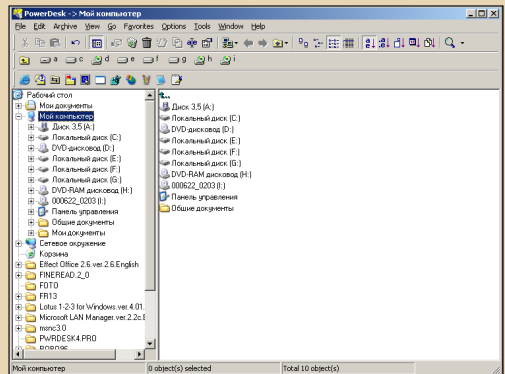 PowerDesk -> Мой компьютер
File Edit Archive View Go Favorites Options Tools Window Help
a c d e f g h i
Рабочий стол
Мои документы
Мой компьютер
Диск 3,5 (A:)
Локальный диск (C:)
DVD-дисковод (D:)
Локальный диск (E:)
Локальный диск (F:)
Локальный диск (G:)
DVD-RAM дисковод (H:)
000622_0203 (I:)
Панель управления
Общие документы
Мои документы
Сетевое окружение
Корзина
Effect Office 2.6.ver.2.6.English
FINEREAD.2_0
FOTO
FR13
Lotus 1-2-3 for Windows.ver.4.01.
Microsoft LAN Manager.ver.2.2c.E
msnc3.0
PWRDESK4.PRO
Диск 3,5 (A:)
Локальный диск (C:)
DVD-дисковод (D:)
Локальный диск (E:)
Локальный диск (F:)
Локальный диск (G:)
DVD-RAM дисковод (H:)
000622_0203 (I:)
Панель управления
Общие документы
Мой компьютер
0 object(s) selected
Total 10 object(s)